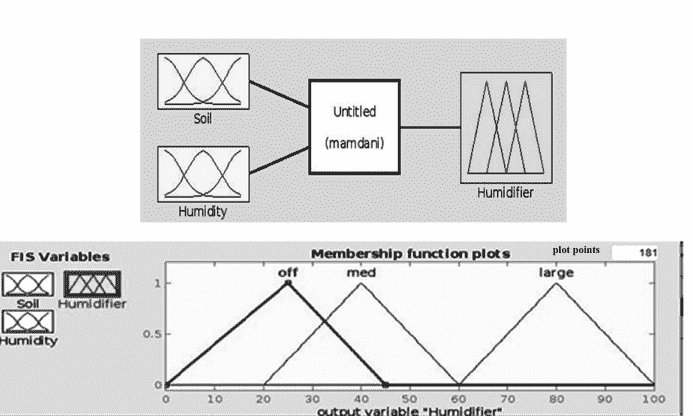 Soil
Untitled
(mamdani)
Humidity
Humidifier
FIS Variables
Membership function plots
plot points
181
Soil
Humidifier
Humidity
off
med
large
1
0.5
0
0 10 20 30 40 50 60 70 80 90 100
output variable "Humidifier"